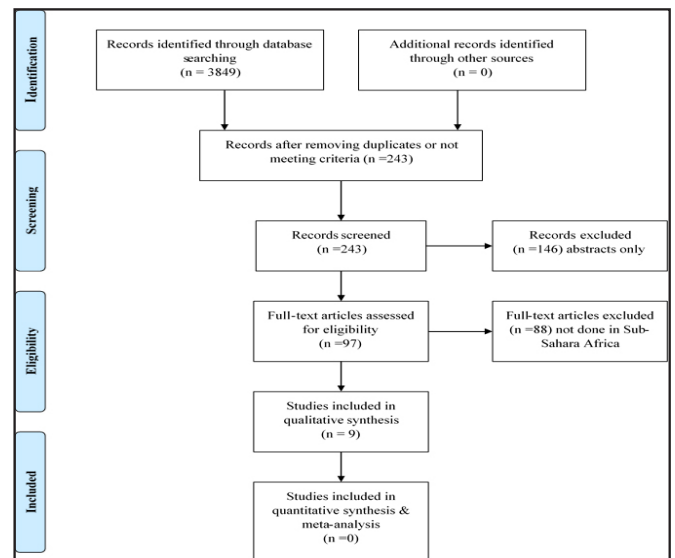 Identification
Records identified through database
searching
(n = 3849)
Additional records identified
through other sources
(n = 0)
Records after removing duplicates or not
meeting criteria (n =243)
Screening
Records screened
(n =243)
Records excluded
(n =146) abstracts only
Eligibility
Full-text articles assessed
for eligibility
(n =97)
Full-text articles excluded
(n =88) not done in Sub-
Sahara Africa
Studies included in
qualitative synthesis
(n = 9)
Included
Studies included in
quantitative synthesis &
meta-analysis
(n =0)